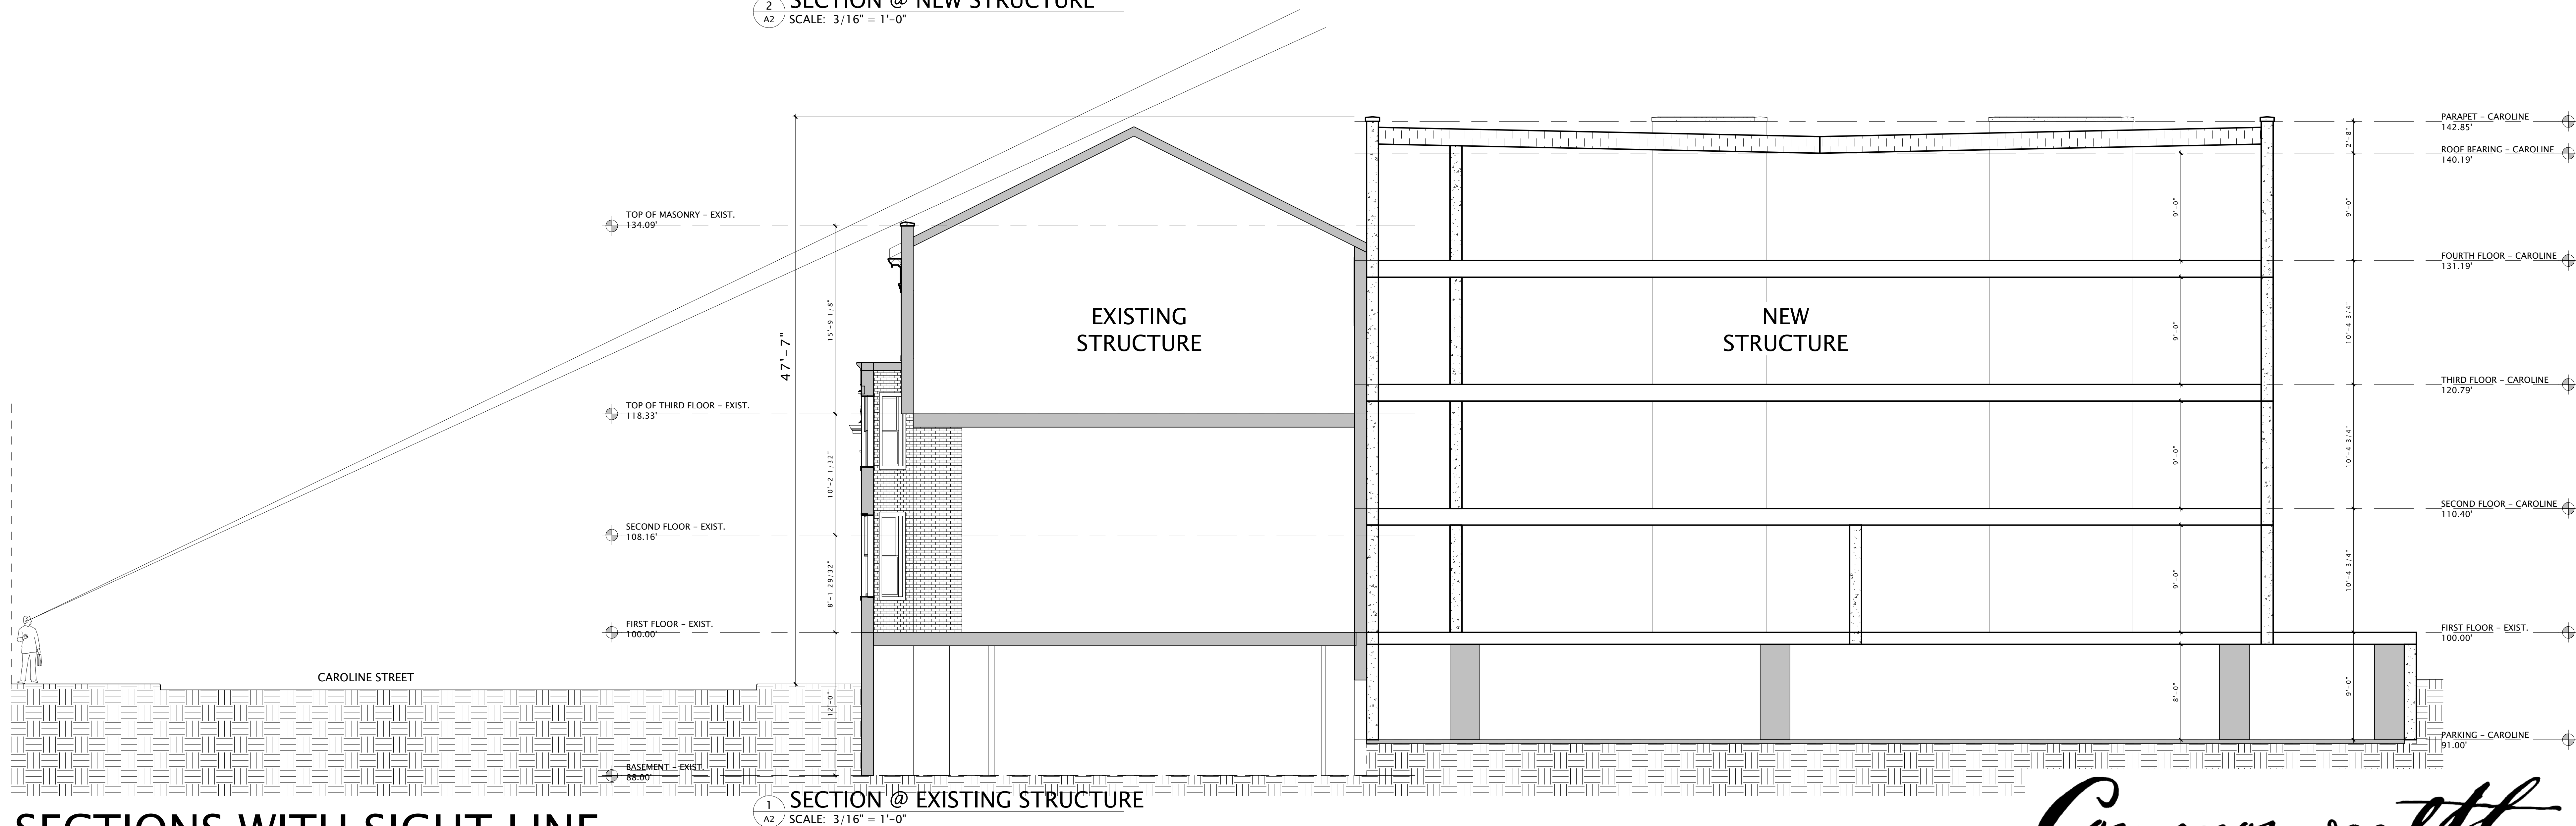 2
A2
SECTION @ NEW STRUCTURE
SCALE: 3/16" = 1'-0"
47'-7"
TOP OF MASONRY - EXIST.
134.09'
15'-9 1/8"
TOP OF THIRD FLOOR - EXIST.
118.33'
10'-2 1/32"
SECOND FLOOR - EXIST.
108.16'
8'-1 29/32"
FIRST FLOOR - EXIST.
100.00'
12'-0"
BASEMENT - EXIST.
88.00'
CAROLINE STREET
EXISTING
STRUCTURE
NEW
STRUCTURE
9'-0"
9'-0"
9'-0"
9'-0"
8'-0"
2'-8"
9'-0"
10'-4 3/4"
10'-4 3/4"
10'-4 3/4"
9'-0"
PARAPET - CAROLINE
142.85'
ROOF BEARING - CAROLINE
140.19'
FOURTH FLOOR - CAROLINE
131.19'
THIRD FLOOR - CAROLINE
120.79'
SECOND FLOOR - CAROLINE
110.40'
FIRST FLOOR - EXIST.
100.00'
PARKING - CAROLINE
91.00'
1
A2
SECTION @ EXISTING STRUCTURE
SCALE: 3/16" = 1'-0"
SECTIONS WITH SIGHT LINE